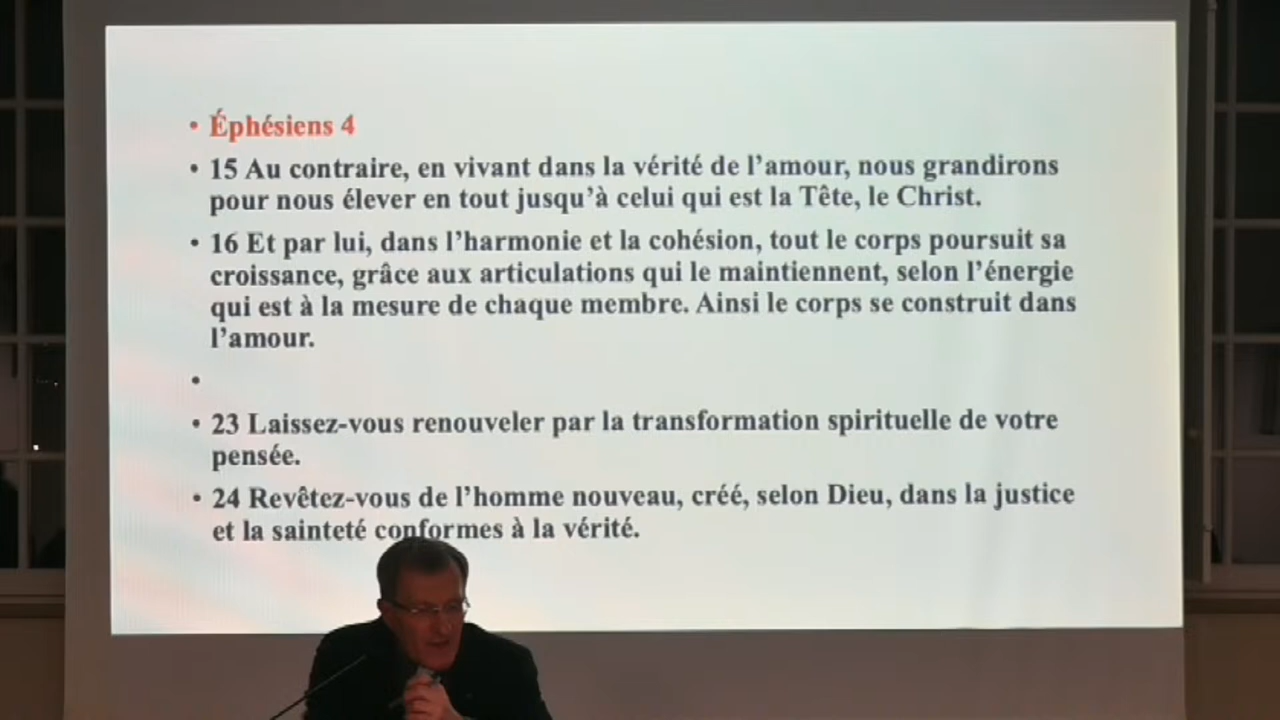 • Éphésiens 4
• 15 Au contraire, en vivant dans la vérité de l’amour, nous grandirons
pour nous élever en tout jusqu’à celui qui est la Tête, le Christ.
• 16 Et par lui, dans l’harmonie et la cohésion, tout le corps poursuit sa
croissance, grâce aux articulations qui le maintiennent, selon l’énergie
qui est à la mesure de chaque membre. Ainsi le corps se construit dans
l’amour.
•
• 23 Laissez-vous renouveler par la transformation spirituelle de votre
pensée.
• 24 Revêtez-vous de l’homme nouveau, créé, selon Dieu, dans la justice
et la sainteté conformes à la vérité.